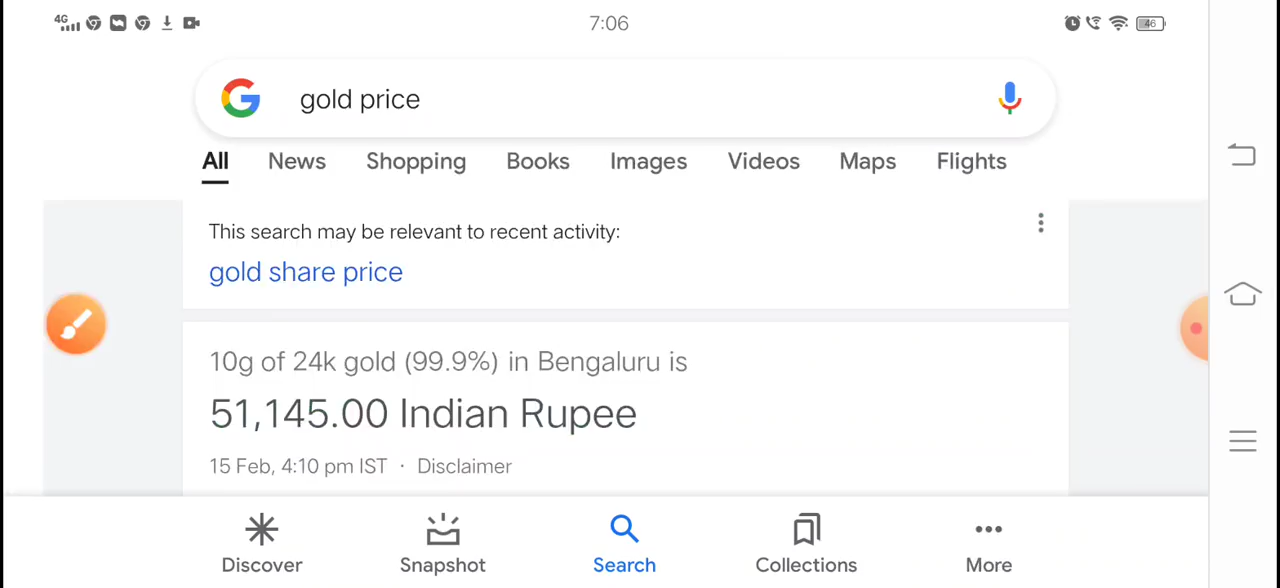 4G 7:06 46
gold price
All News Shopping Books Images Videos Maps Flights
This search may be relevant to recent activity:
gold share price
10g of 24k gold (99.9%) in Bengaluru is
51,145.00 Indian Rupee
15 Feb, 4:10 pm IST · Disclaimer
Discover Snapshot Search Collections More